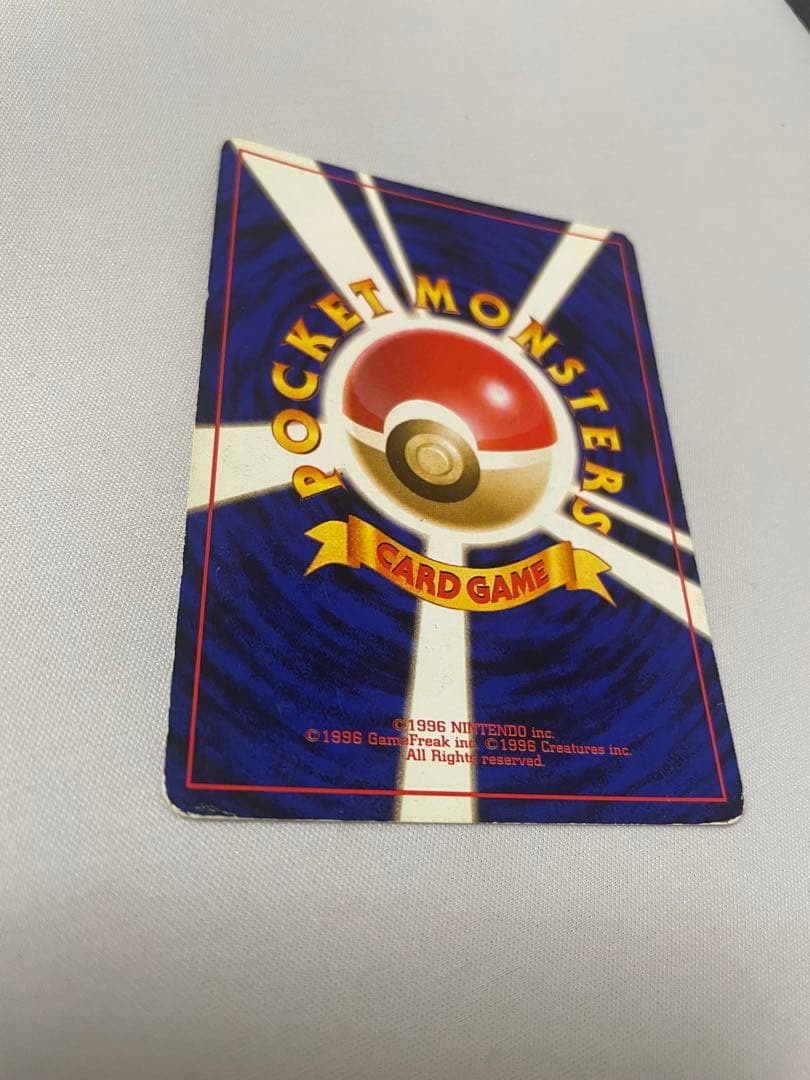 POCKET MONSTERS
CARD GAME
©1996 NINTENDO inc.
©1996 GameFreak inc. ©1996 Creatures inc.
All Rights reserved.